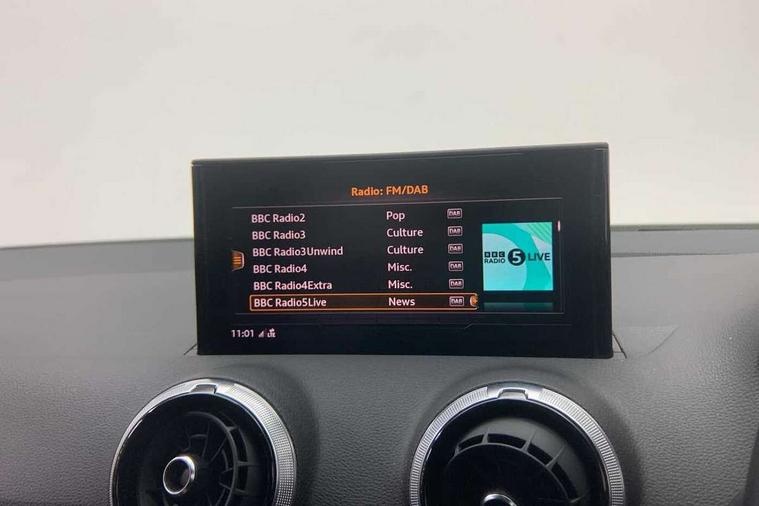 Radio: FM/DAB
BBC Radio2 Pop DAB
BBC Radio3 Culture DAB
BBC Radio3Unwind Culture DAB
BBC Radio4 Misc. DAB
BBC Radio4Extra Misc. DAB
BBC Radio5Live News DAB
BBC RADIO 5 LIVE
11:01 LTE